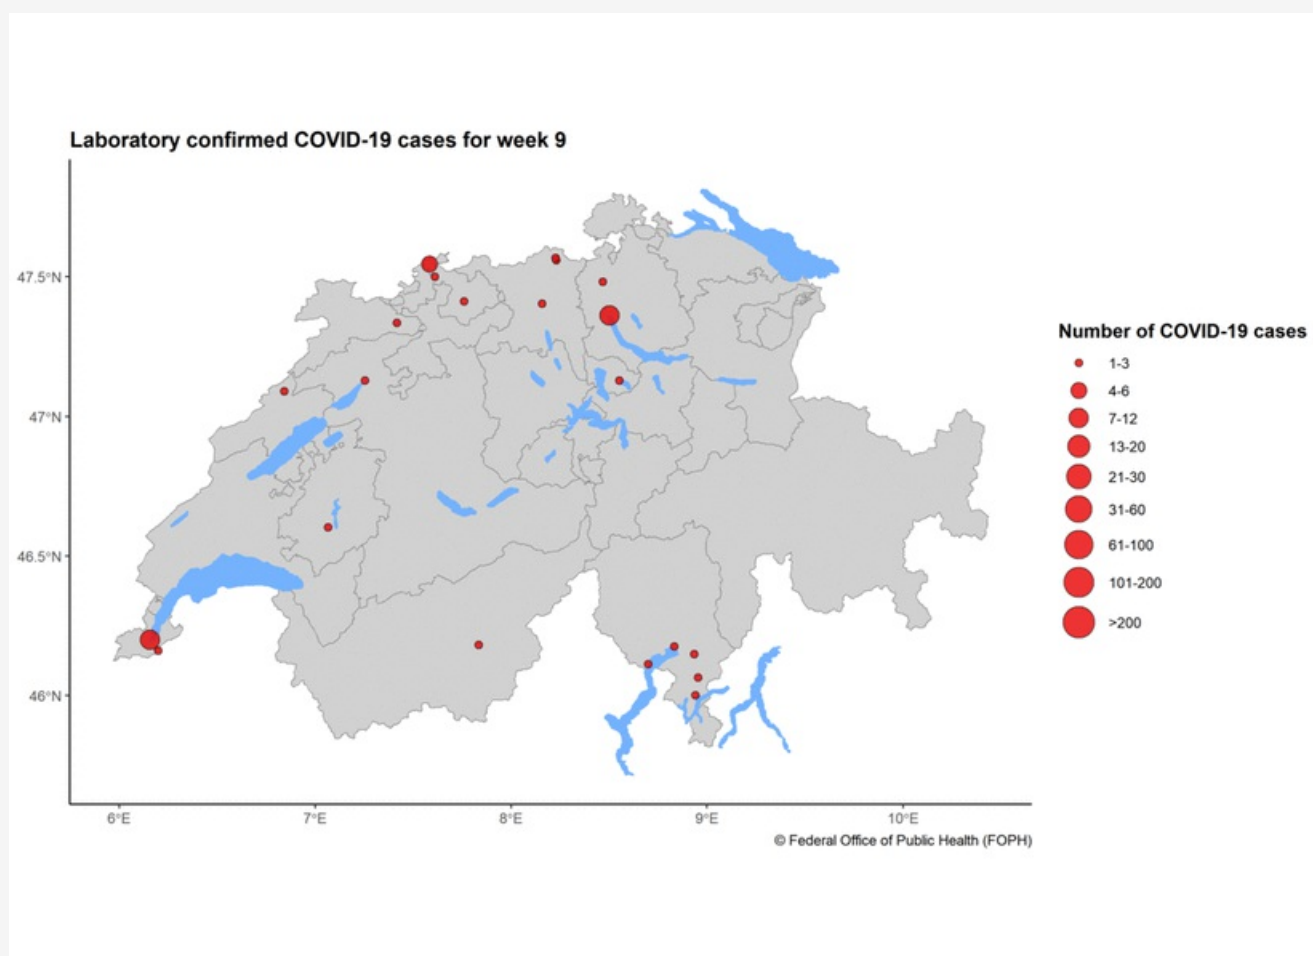 Laboratory confirmed COVID-19 cases for week 9
47.5°N
47°N
46.5°N
46°N
6°E
7°E
8°E
9°E
10°E
© Federal Office of Public Health (FOPH)
Number of COVID-19 cases
1-3
4-6
7-12
13-20
21-30
31-60
61-100
101-200
>200